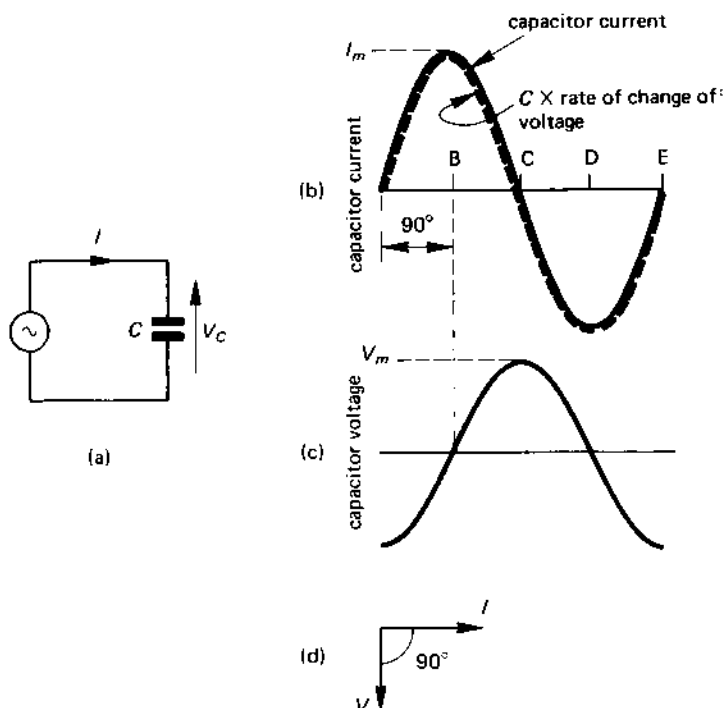 capacitor current
I_m
C X rate of change of
voltage
B C D E
(b)
capacitor current
90°
I
C
V_C
(a)
V_m
(c)
capacitor voltage
I
(d)
90°
V